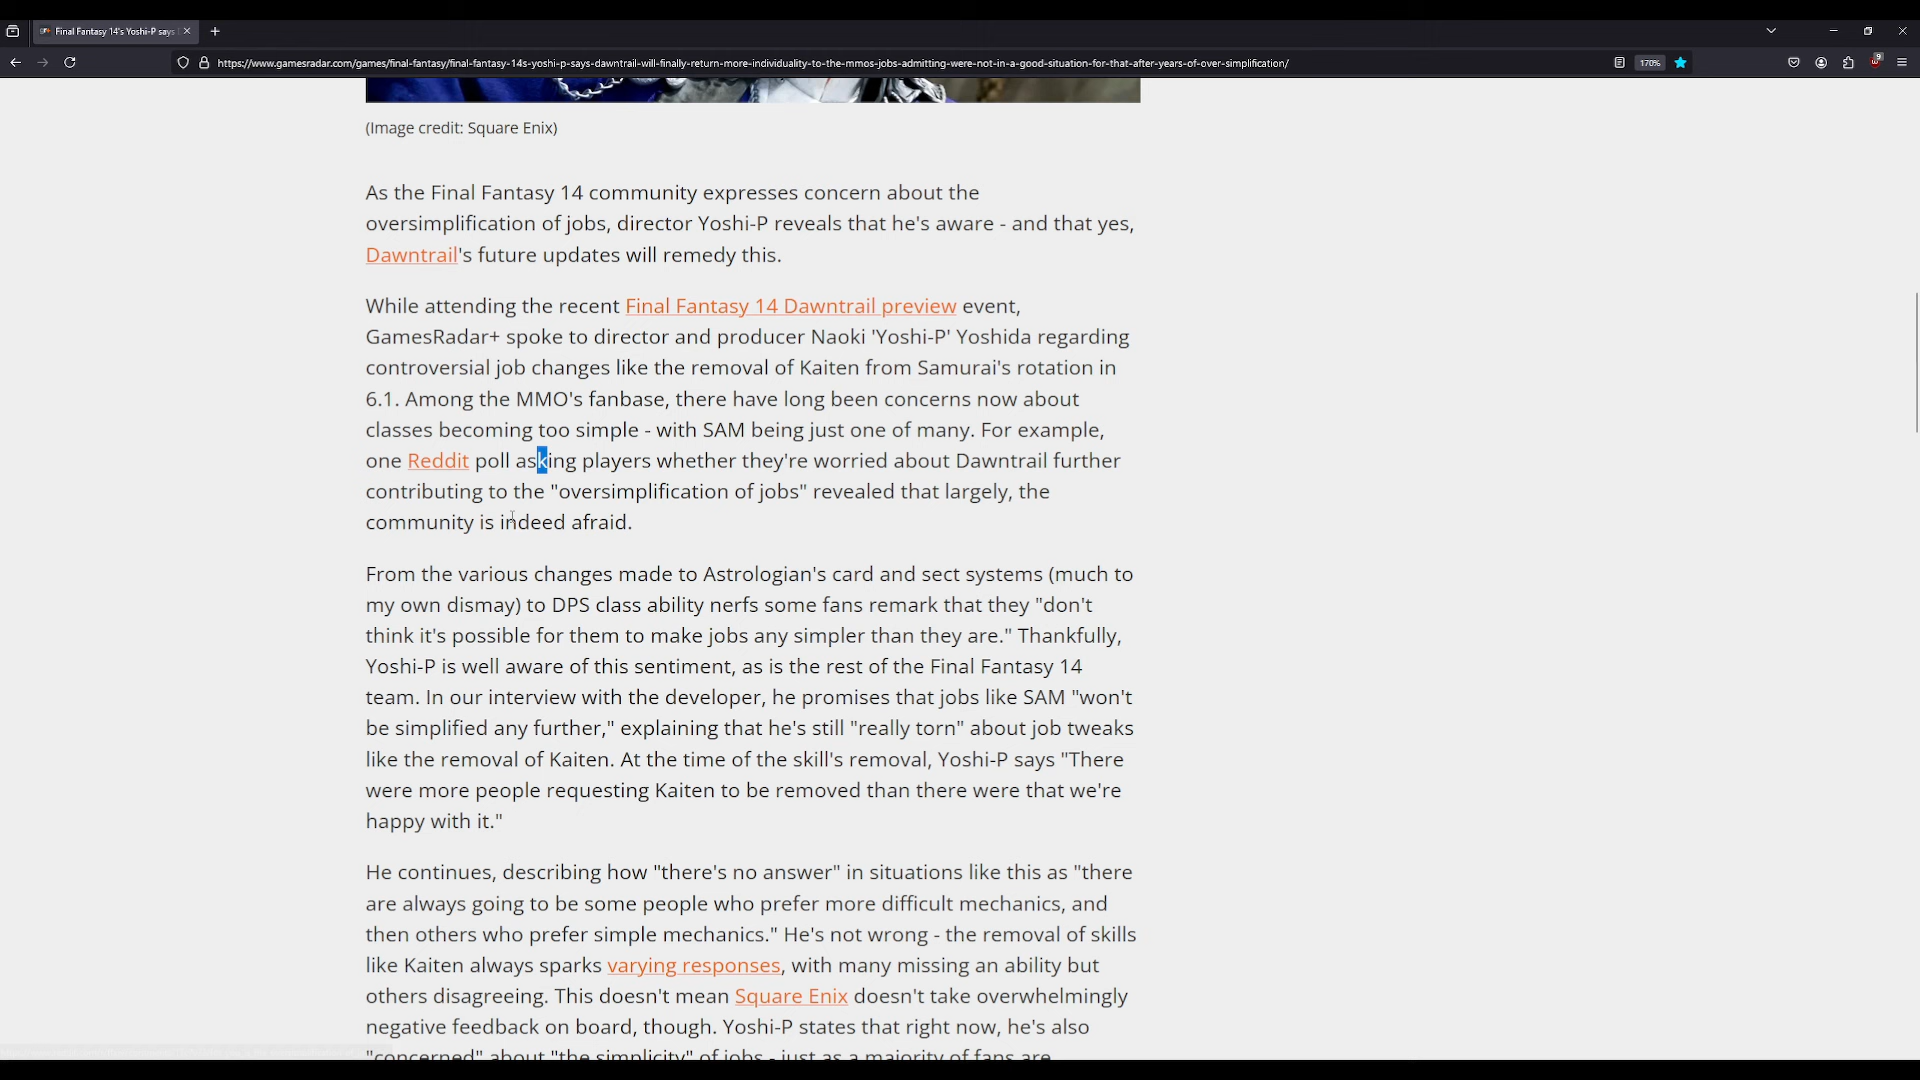 Final Fantasy 14's Yoshi-P says
https://www.gamesradar.com/games/final-fantasy/final-fantasy-14s-yoshi-p-says-dawntrail-will-finally-return-more-individuality-to-the-mmos-jobs-admitting-were-not-in-a-good-situation-for-that-after-years-of-over-simplification/
170%
9
(Image credit: Square Enix)
As the Final Fantasy 14 community expresses concern about the
oversimplification of jobs, director Yoshi-P reveals that he's aware - and that yes,
Dawntrail's future updates will remedy this.
While attending the recent Final Fantasy 14 Dawntrail preview event,
GamesRadar+ spoke to director and producer Naoki 'Yoshi-P' Yoshida regarding
controversial job changes like the removal of Kaiten from Samurai's rotation in
6.1. Among the MMO's fanbase, there have long been concerns now about
classes becoming too simple - with SAM being just one of many. For example,
one Reddit poll asking players whether they're worried about Dawntrail further
contributing to the "oversimplification of jobs" revealed that largely, the
community is indeed afraid.
From the various changes made to Astrologian's card and sect systems (much to
my own dismay) to DPS class ability nerfs some fans remark that they "don't
think it's possible for them to make jobs any simpler than they are." Thankfully,
Yoshi-P is well aware of this sentiment, as is the rest of the Final Fantasy 14
team. In our interview with the developer, he promises that jobs like SAM "won't
be simplified any further," explaining that he's still "really torn" about job tweaks
like the removal of Kaiten. At the time of the skill's removal, Yoshi-P says "There
were more people requesting Kaiten to be removed than there were that we're
happy with it."
He continues, describing how "there's no answer" in situations like this as "there
are always going to be some people who prefer more difficult mechanics, and
then others who prefer simple mechanics." He's not wrong - the removal of skills
like Kaiten always sparks varying responses, with many missing an ability but
others disagreeing. This doesn't mean Square Enix doesn't take overwhelmingly
negative feedback on board, though. Yoshi-P states that right now, he's also
"concerned" about "the simplicity" of jobs - just as a majority of fans are